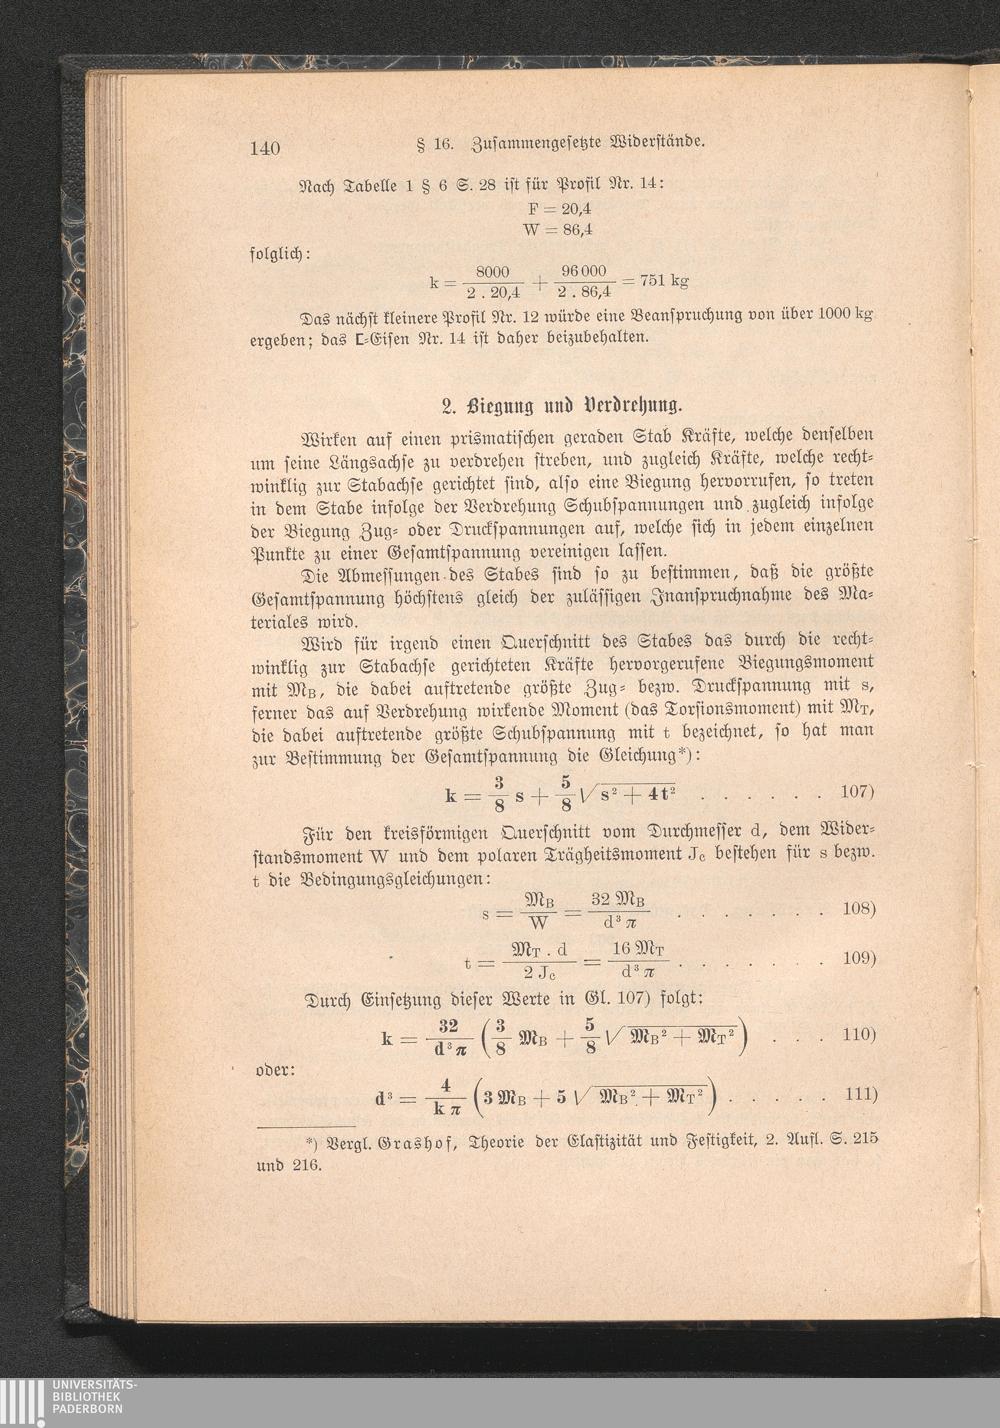 140 § 16. Zusammengesetzte Widerstände.
Nach Tabelle 1 § 6 S. 28 ist für Profil Nr. 14:
F = 20,4
W = 86,4
folglich:
k = 8000 / 2 . 20,4 + 96 000 / 2 . 86,4 = 751 kg
Das nächst kleinere Profil Nr. 12 würde eine Beanspruchung von über 1000 kg
ergeben; das [-Eisen Nr. 14 ist daher beizubehalten.
2. Biegung und Verdrehung.
Wirken auf einen prismatischen geraden Stab Kräfte, welche denselben
um seine Längsachse zu verdrehen streben, und zugleich Kräfte, welche recht-
winklig zur Stabachse gerichtet sind, also eine Biegung hervorrufen, so treten
in dem Stabe infolge der Verdrehung Schubspannungen und zugleich infolge
der Biegung Zug- oder Druckspannungen auf, welche sich in jedem einzelnen
Punkte zu einer Gesamtspannung vereinigen lassen.
Die Abmessungen des Stabes sind so zu bestimmen, daß die größte
Gesamtspannung höchstens gleich der zulässigen Inanspruchnahme des Ma-
teriales wird.
Wird für irgend einen Querschnitt des Stabes das durch die recht-
winklig zur Stabachse gerichteten Kräfte hervorgerufene Biegungsmoment
mit 𝔐B, die dabei auftretende größte Zug- bezw. Druckspannung mit s,
ferner das auf Verdrehung wirkende Moment (das Torsionsmoment) mit 𝔐T,
die dabei auftretende größte Schubspannung mit t bezeichnet, so hat man
zur Bestimmung der Gesamtspannung die Gleichung*):
k = 3/8 s + 5/8 √(s² + 4t²) . . . . . . 107)
Für den kreisförmigen Querschnitt vom Durchmesser d, dem Wider-
standsmoment W und dem polaren Trägheitsmoment Jc bestehen für s bezw.
t die Bedingungsgleichungen:
s = 𝔐B / W = 32 𝔐B / d³ π . . . . . . . 108)
t = 𝔐T . d / 2 Jc = 16 𝔐T / d³ π . . . . . . . 109)
Durch Einsetzung dieser Werte in Gl. 107) folgt:
k = 32 / d³ π (3/8 𝔐B + 5/8 √(𝔐B² + 𝔐T²)) . . . 110)
oder:
d³ = 4 / k π (3 𝔐B + 5 √(𝔐B² + 𝔐T²)) . . . . . 111)
*) Vergl. Grashof, Theorie der Elastizität und Festigkeit, 2. Aufl. S. 215
und 216.
UNIVERSITÄTS-
BIBLIOTHEK
PADERBORN